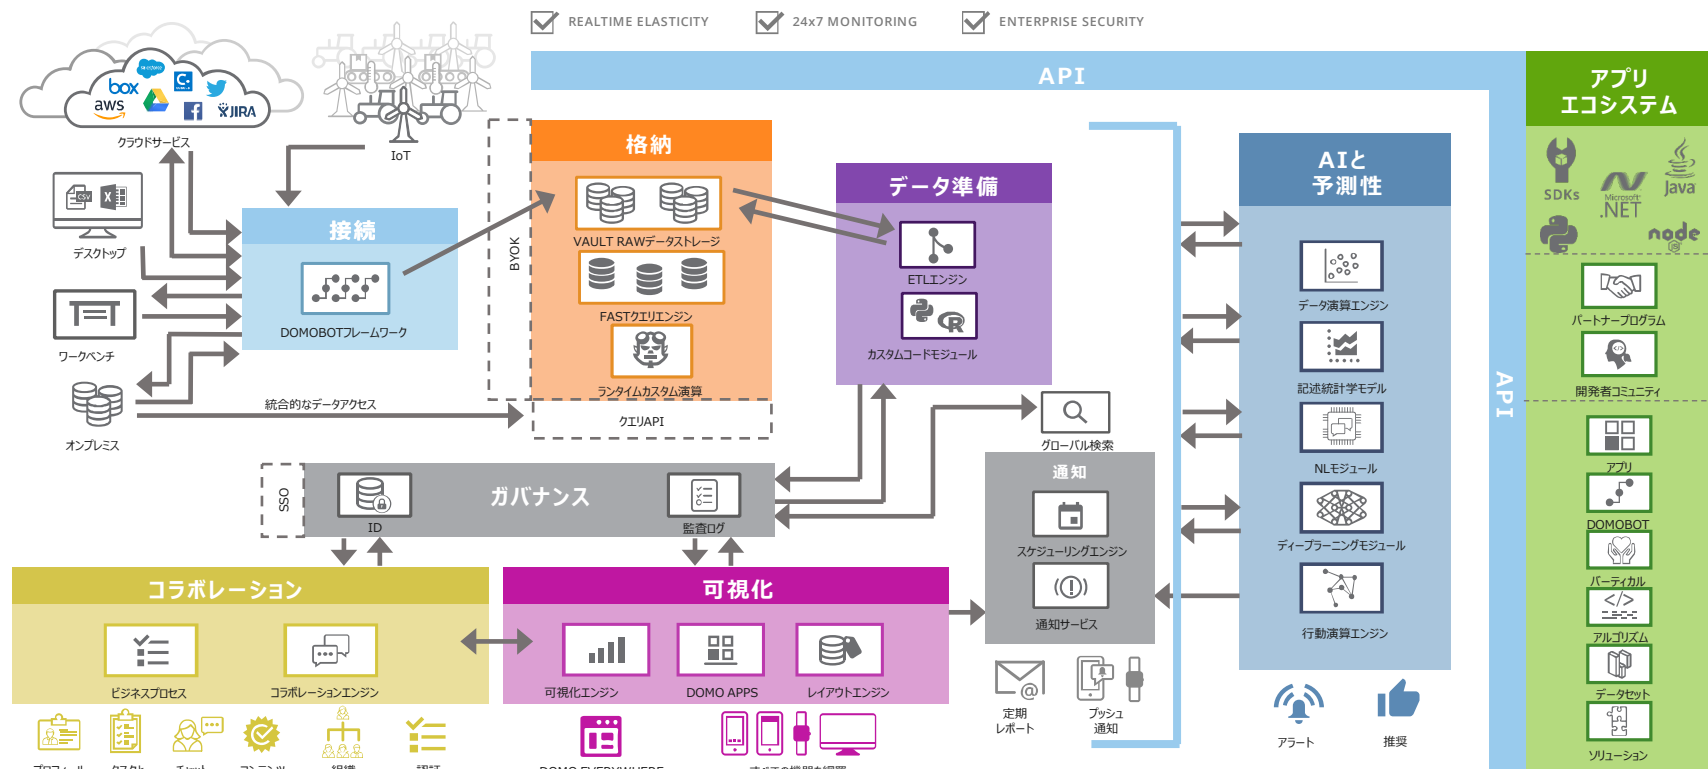 REALTIME ELASTICITY
24x7 MONITORING
ENTERPRISE SECURITY
API
アプリ
エコシステム
box
aws
JIRA
クラウドサービス
IoT
CSV
X
デスクトップ
ワークベンチ
オンプレミス
接続
DOMOBOTフレームワーク
統合的なデータアクセス
BYOK
格納
VAULT RAWデータストレージ
FASTクエリエンジン
ランタイムカスタム演算
クエリAPI
データ準備
ETLエンジン
R
カスタムコードモジュール
グローバル検索
SSO
ガバナンス
ID
監査ログ
通知
スケジューリングエンジン
通知サービス
定期
レポート
プッシュ
通知
AIと
予測性
データ演算エンジン
記述統計学モデル
NLモジュール
ディープラーニングモジュール
行動演算エンジン
アラート
推奨
API
SDKs
Microsoft
.NET
Java
node
JS
パートナープログラム
開発者コミュニティ
アプリ
DOMOBOT
バーティカル
アルゴリズム
データセット
ソリューション
コラボレーション
ビジネスプロセス
コラボレーションエンジン
可視化
可視化エンジン
DOMO APPS
レイアウトエンジン
DOMO EVERYWHERE